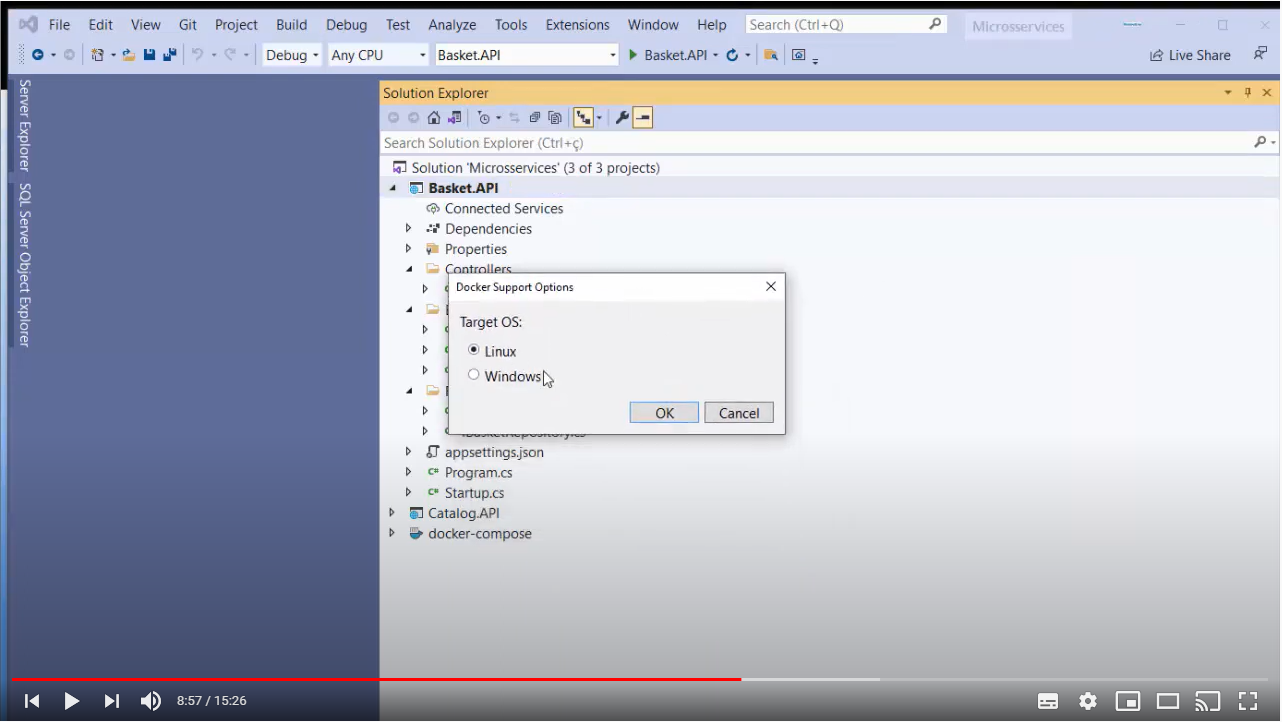 File Edit View Git Project Build Debug Test Analyze Tools Extensions Window Help Search (Ctrl+Q) Microsservices
Debug Any CPU Basket.API Basket.API Live Share
Server Explorer
SQL Server Object Explorer
Solution Explorer
Search Solution Explorer (Ctrl+ç)
Solution 'Microsservices' (3 of 3 projects)
Basket.API
Connected Services
Dependencies
Properties
Controllers
Docker Support Options
Target OS:
Linux
Windows
OK Cancel
appsettings.json
C# Program.cs
C# Startup.cs
Catalog.API
docker-compose
8:57 / 15:26